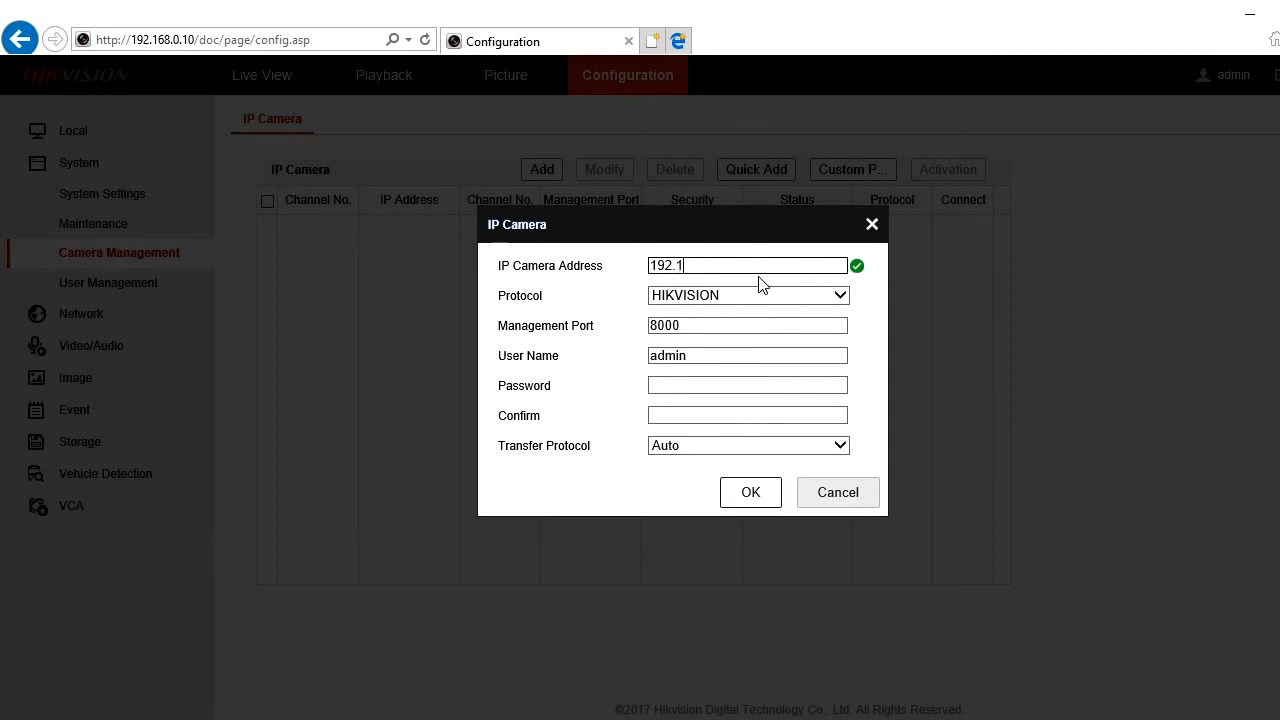 http://192.168.0.10/doc/page/config.asp
Configuration
HIKVISION
Live View
Playback
Picture
Configuration
admin
Local
System
System Settings
Maintenance
Camera Management
User Management
Network
Video/Audio
Image
Event
Storage
Vehicle Detection
VCA
IP Camera
IP Camera
Add
Modify
Delete
Quick Add
Custom P...
Activation
Channel No.
IP Address
Channel No.
Management Port
Security
Status
Protocol
Connect
IP Camera
IP Camera Address 192.1
Protocol HIKVISION
Management Port 8000
User Name admin
Password
Confirm
Transfer Protocol Auto
OK
Cancel
©2017 Hikvision Digital Technology Co., Ltd. All Rights Reserved.